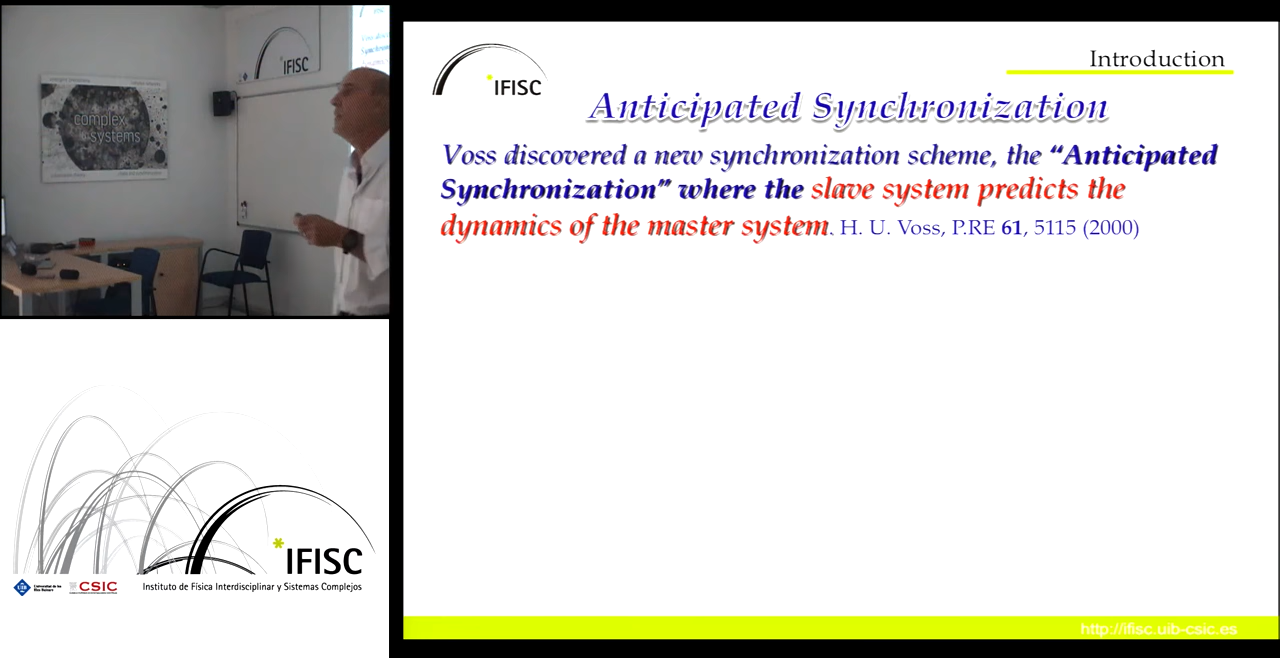 IFISC
complex
systems
IFISC
Introduction
Anticipated Synchronization
Voss discovered a new synchronization scheme, the “Anticipated
Synchronization” where the slave system predicts the
dynamics of the master system. H. U. Voss, P.RE 61, 5115 (2000)
IFISC
UIB
CSIC
Instituto de Física Interdisciplinar y Sistemas Complejos
http://ifisc.uib-csic.es